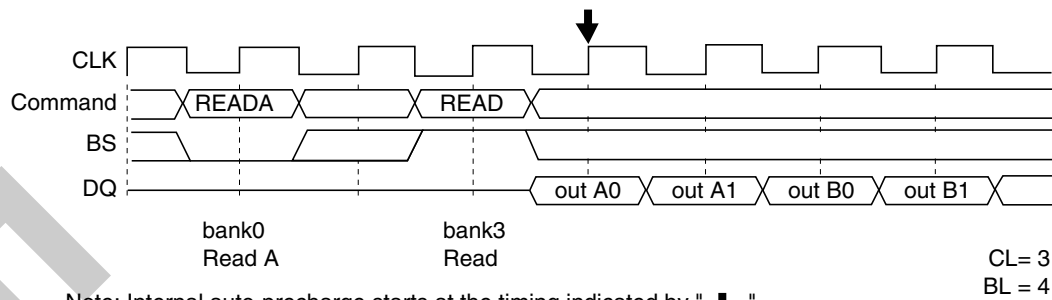 CLK
Command READA READ
BS
DQ out A0 out A1 out B0 out B1
bank0 bank3
Read A Read
CL= 3
BL = 4
Note: Internal auto-precharge starts at the timing indicated by " ".